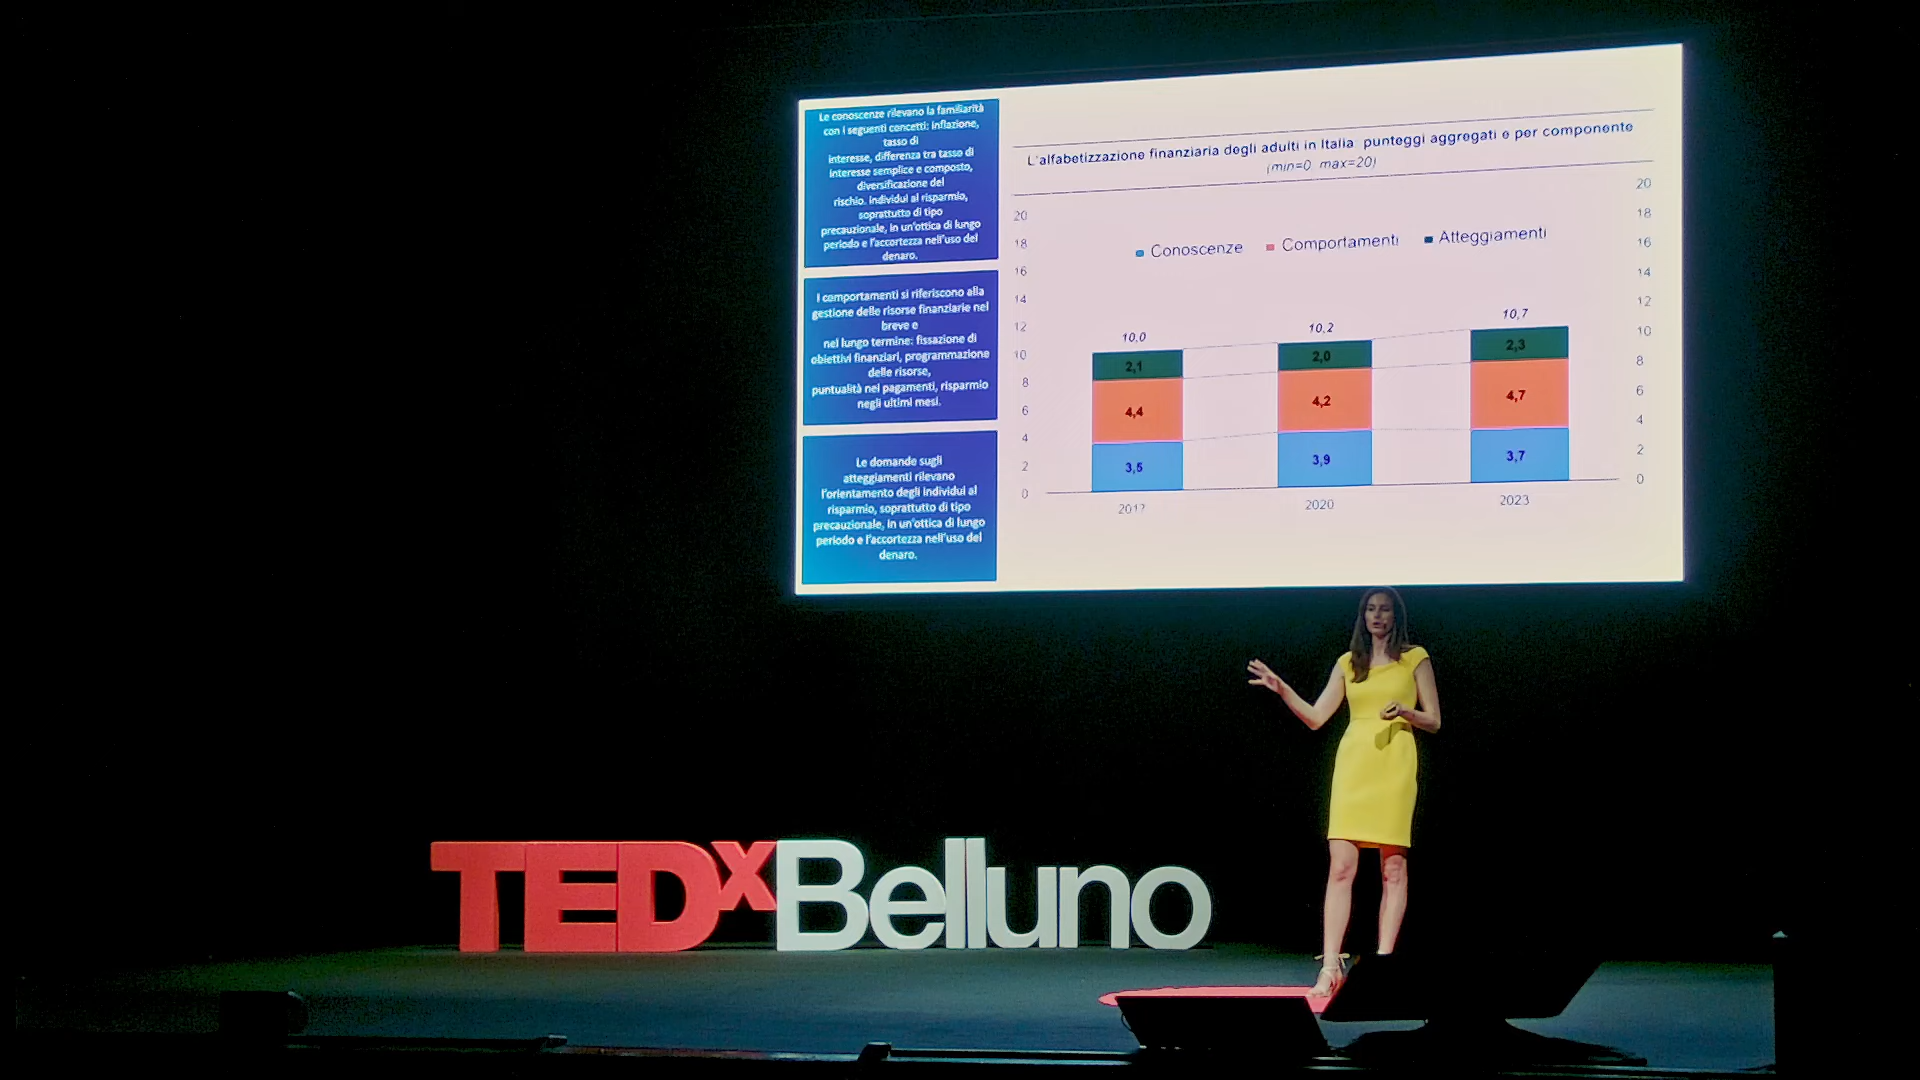 Le conoscenze rilevano la familiarità
con i seguenti concetti: inflazione,
tasso di
interesse, differenza tra tasso di
interesse semplice e composto,
diversificazione del
rischio. individui al risparmio,
soprattutto di tipo
precauzionale, in un'ottica di lungo
periodo e l'accortezza nell'uso del
denaro.
I comportamenti si riferiscono alla
gestione delle risorse finanziarie nel
breve e
nel lungo termine: fissazione di
obiettivi finanziari, programmazione
delle risorse,
puntualità nei pagamenti, risparmio
negli ultimi mesi.
Le domande sugli
atteggiamenti rilevano
l'orientamento degli individui al
risparmio, soprattutto di tipo
precauzionale, in un'ottica di lungo
periodo e l'accortezza nell'uso del
denaro.
L'alfabetizzazione finanziaria degli adulti in Italia punteggi aggregati e per componente
(min=0 max=20)
Conoscenze Comportamenti Atteggiamenti
20 20
18 18
16 16
14 14
12 12
10 10
8 8
6 6
4 4
2 2
0 0
10,0 10,2 10,7
2,1 2,0 2,3
4,4 4,2 4,7
3,5 3,9 3,7
2017 2020 2023
TEDxBelluno